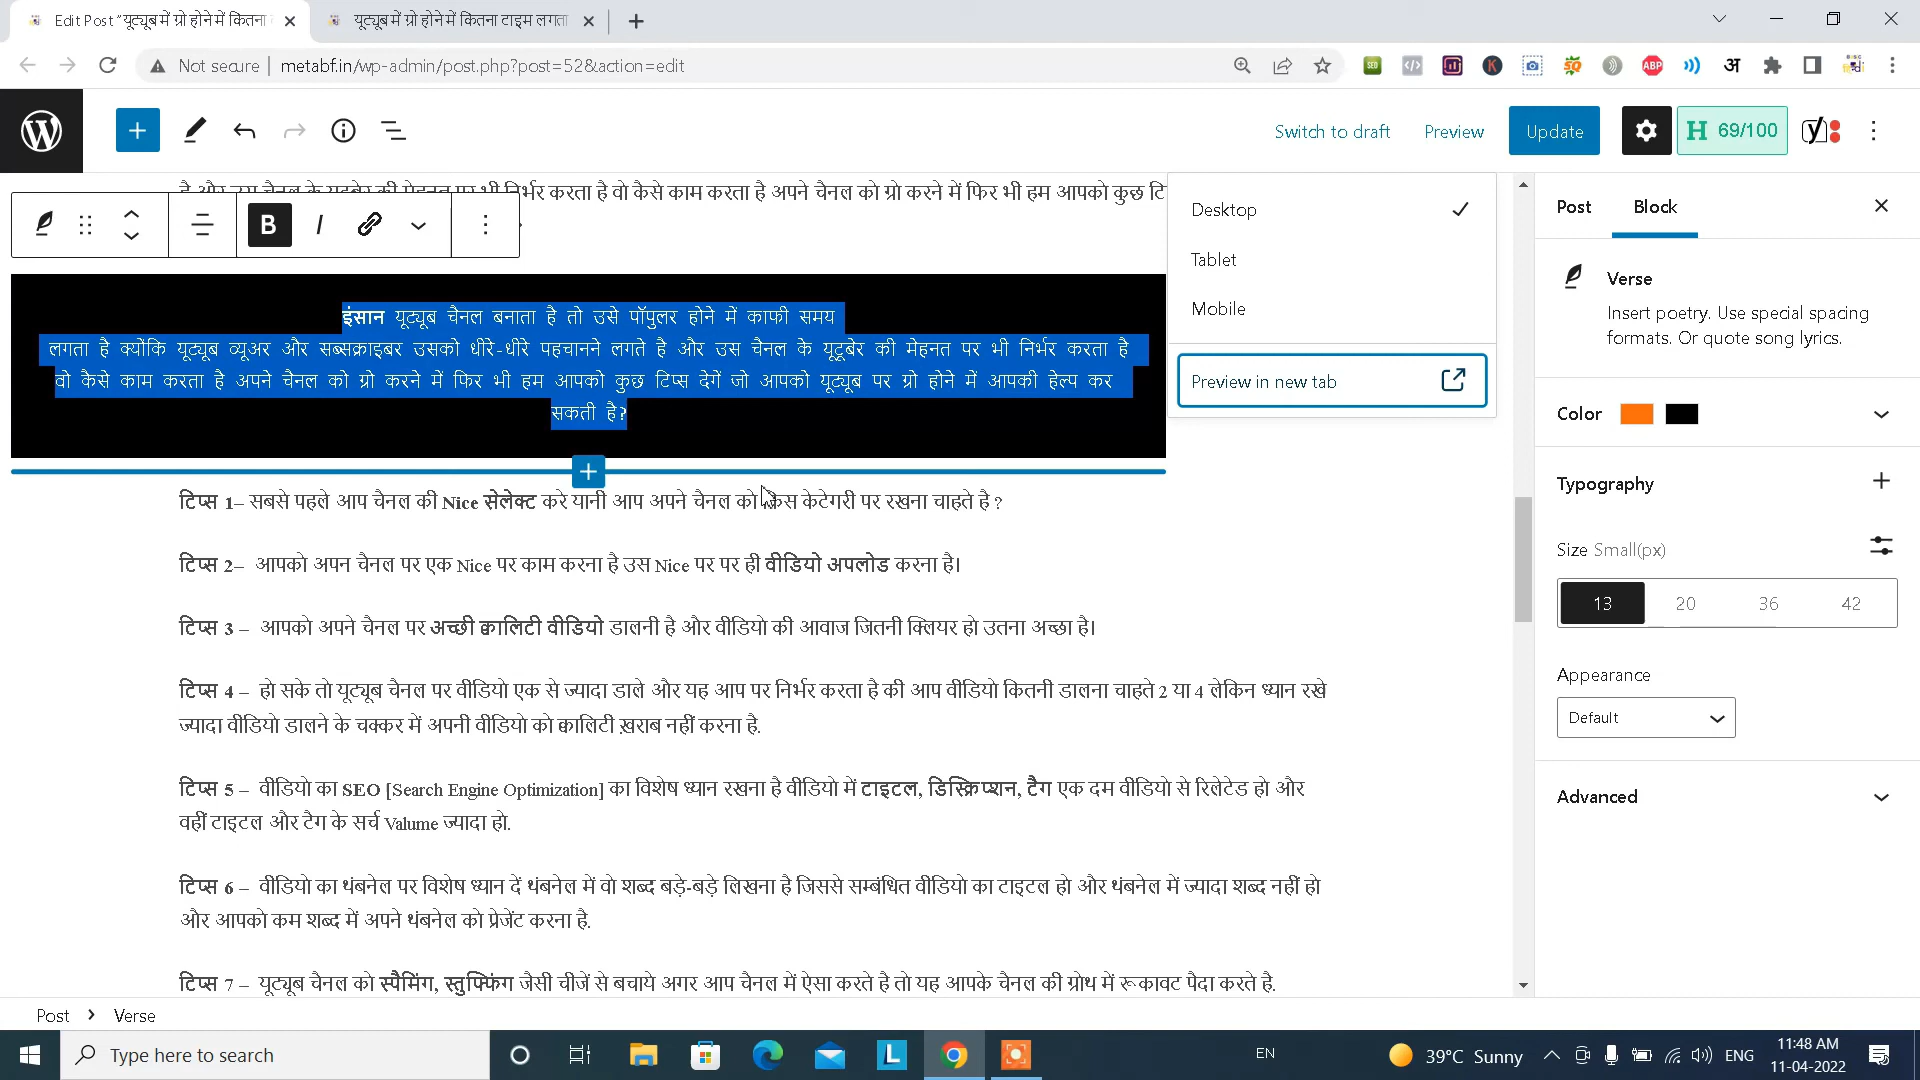 Edit Post “यूट्यूब में ग्रो होने में कितना
यूट्यूब में ग्रो होने में कितना टाइम लगता
Not secure | metabf.in/wp-admin/post.php?post=52&action=edit
Switch to draft
Preview
Update
H 69/100
निर्भर करता है वो कैसे काम करता है अपने चैनल को ग्रो करने में फिर भी हम आपको कुछ
B I
Desktop
Tablet
Mobile
Preview in new tab
इंसान यूट्यूब चैनल बनाता है तो उसे पॉपुलर होने में काफी समय
लगता है क्योंकि यूट्यूब व्यूअर और सब्सक्राइबर उसको धीरे-धीरे पहचानने लगते है और उस चैनल के यूटूबेर की मेहनत पर भी निर्भर करता है
वो कैसे काम करता है अपने चैनल को ग्रो करने में फिर भी हम आपको कुछ टिप्स देगें जो आपको यूट्यूब पर ग्रो होने में आपकी हेल्प कर
सकती है?
टिप्स 1– सबसे पहले आप चैनल की Nice सेलेक्ट करे यानी आप अपने चैनल को किस केटेगरी पर रखना चाहते है ?
टिप्स 2– आपको अपन चैनल पर एक Nice पर काम करना है उस Nice पर पर ही वीडियो अपलोड करना है।
टिप्स 3 – आपको अपने चैनल पर अच्छी क्वालिटी वीडियो डालनी है और वीडियो की आवाज जितनी क्लियर हो उतना अच्छा है।
टिप्स 4 – हो सके तो यूट्यूब चैनल पर वीडियो एक से ज्यादा डाले और यह आप पर निर्भर करता है की आप वीडियो कितनी डालना चाहते 2 या 4 लेकिन ध्यान रखे
ज्यादा वीडियो डालने के चक्कर में अपनी वीडियो को क्वालिटी ख़राब नहीं करना है.
टिप्स 5 – वीडियो का SEO [Search Engine Optimization] का विशेष ध्यान रखना है वीडियो में टाइटल, डिस्क्रिप्शन, टैग एक दम वीडियो से रिलेटेड हो और
वहीं टाइटल और टैग के सर्च Valume ज्यादा हो.
टिप्स 6 – वीडियो का थंबनेल पर विशेष ध्यान दें थंबनेल में वो शब्द बड़े-बड़े लिखना है जिससे सम्बंधित वीडियो का टाइटल हो और थंबनेल में ज्यादा शब्द नहीं हो
और आपको कम शब्द में अपने थंबनेल को प्रेजेंट करना है.
टिप्स 7 – यूट्यूब चैनल को स्पैमिंग, स्तुफ्फिंग जैसी चीजें से बचाये अगर आप चैनल में ऐसा करते है तो यह आपके चैनल की ग्रोथ में रूकावट पैदा करते है.
Post
Block
Verse
Insert poetry. Use special spacing
formats. Or quote song lyrics.
Color
Typography
Size Small(px)
13 20 36 42
Appearance
Default
Advanced
Post > Verse
Type here to search
EN
39°C Sunny
ENG
11:48 AM
11-04-2022